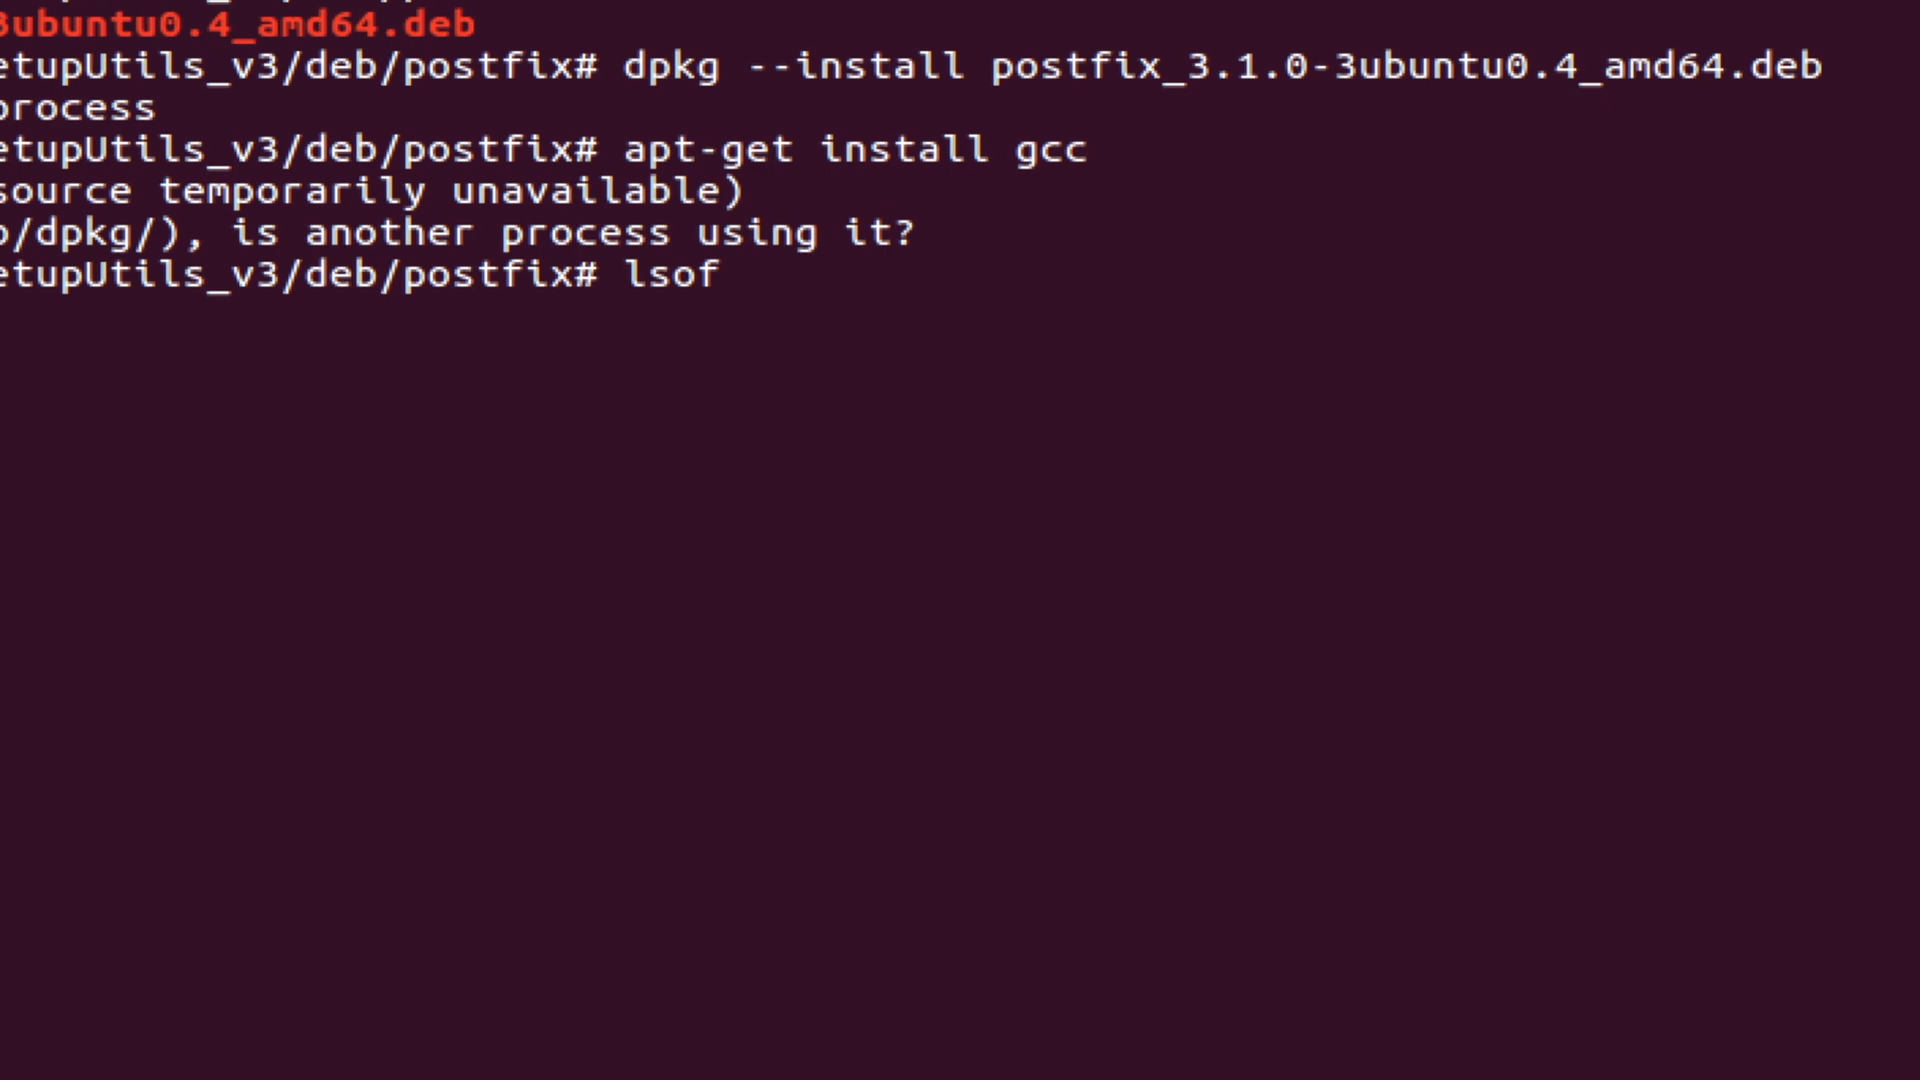 3ubuntu0.4_amd64.deb
etupUtils_v3/deb/postfix# dpkg --install postfix_3.1.0-3ubuntu0.4_amd64.deb
process
etupUtils_v3/deb/postfix# apt-get install gcc
source temporarily unavailable)
b/dpkg/), is another process using it?
etupUtils_v3/deb/postfix# lsof